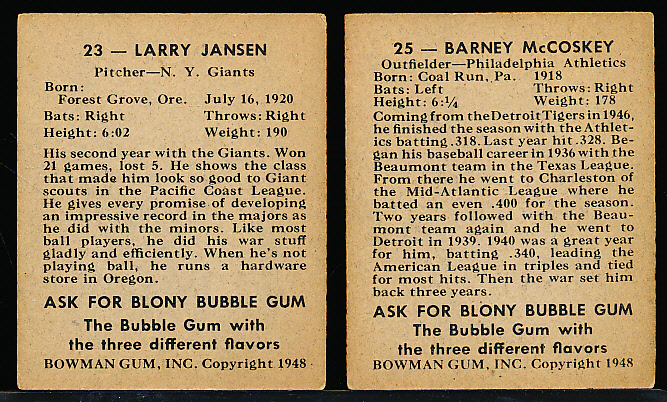 23 — LARRY JANSEN
Pitcher—N. Y. Giants
Born:
Forest Grove, Ore. July 16, 1920
Bats: Right Throws: Right
Height: 6:02 Weight: 190
His second year with the Giants. Won
21 games, lost 5. He shows the class
that made him look so good to Giant
scouts in the Pacific Coast League.
He gives every promise of developing
an impressive record in the majors as
he did with the minors. Like most
ball players, he did his war stuff
gladly and efficiently. When he's not
playing ball, he runs a hardware
store in Oregon.
ASK FOR BLONY BUBBLE GUM
The Bubble Gum with
the three different flavors
BOWMAN GUM, INC. Copyright 1948
25 — BARNEY McCOSKEY
Outfielder—Philadelphia Athletics
Born: Coal Run, Pa. 1918
Bats: Left Throws: Right
Height: 6:¼ Weight: 178
Coming from the Detroit Tigers in 1946,
he finished the season with the Athlet-
ics batting .318. Last year hit .328. Be-
gan his baseball career in 1936 with the
Beaumont team in the Texas League.
From there he went to Charleston of
the Mid-Atlantic League where he
batted an even .400 for the season.
Two years followed with the Beau-
mont team again and he went to
Detroit in 1939. 1940 was a great year
for him, batting .340, leading the
American League in triples and tied
for most hits. Then the war set him
back three years.
ASK FOR BLONY BUBBLE GUM
The Bubble Gum with
the three different flavors
BOWMAN GUM, INC. Copyright 1948